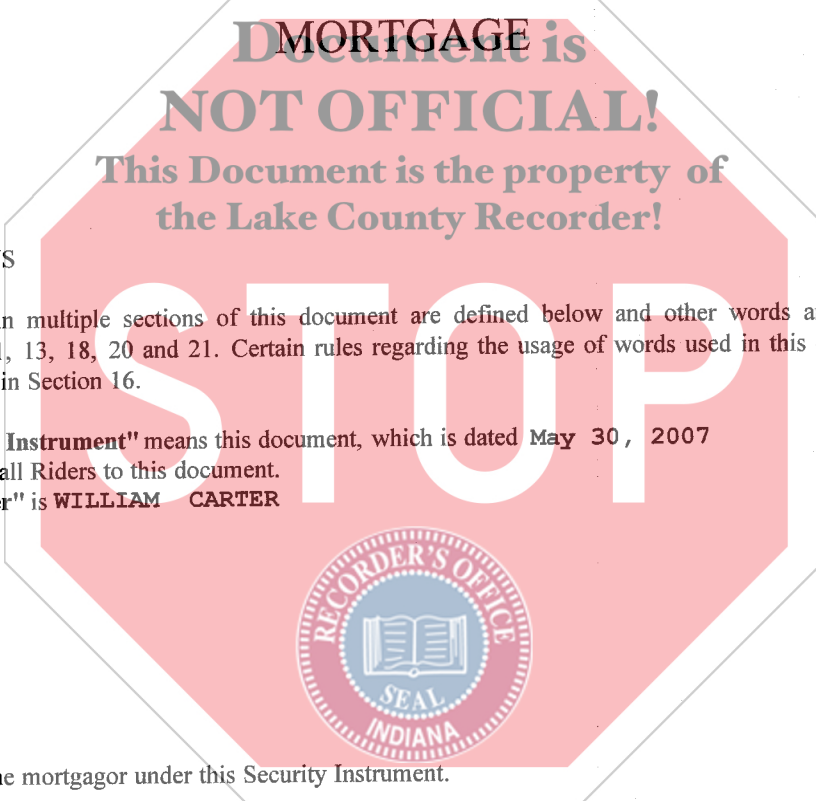 MORTGAGE
Document is
NOT OFFICIAL!
This Document is the property of
the Lake County Recorder!
S
n multiple sections of this document are defined below and other words a
, 13, 18, 20 and 21. Certain rules regarding the usage of words used in this
in Section 16.
Instrument" means this document, which is dated May 30, 2007
all Riders to this document.
r" is WILLIAM CARTER
STOP
RECORDER'S OFFICE
SEAL
INDIANA
e mortgagor under this Security Instrument.